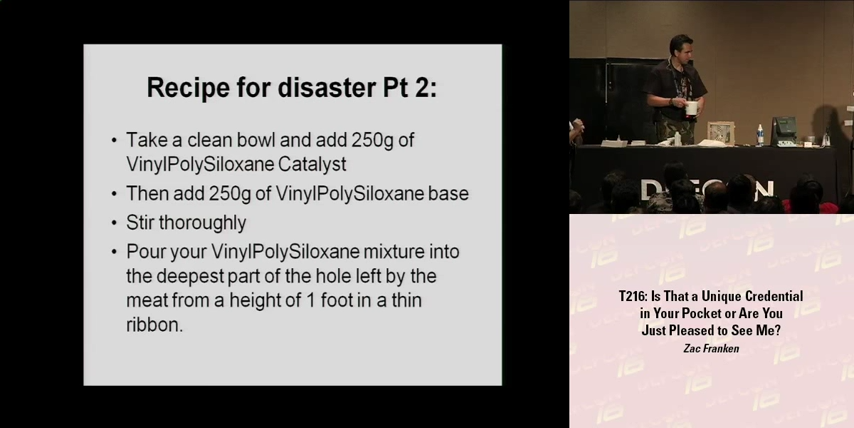 Recipe for disaster Pt 2:
• Take a clean bowl and add 250g of
VinylPolySiloxane Catalyst
• Then add 250g of VinylPolySiloxane base
• Stir thoroughly
• Pour your VinylPolySiloxane mixture into
the deepest part of the hole left by the
meat from a height of 1 foot in a thin
ribbon.
T216: Is That a Unique Credential
in Your Pocket or Are You
Just Pleased to See Me?
Zac Franken